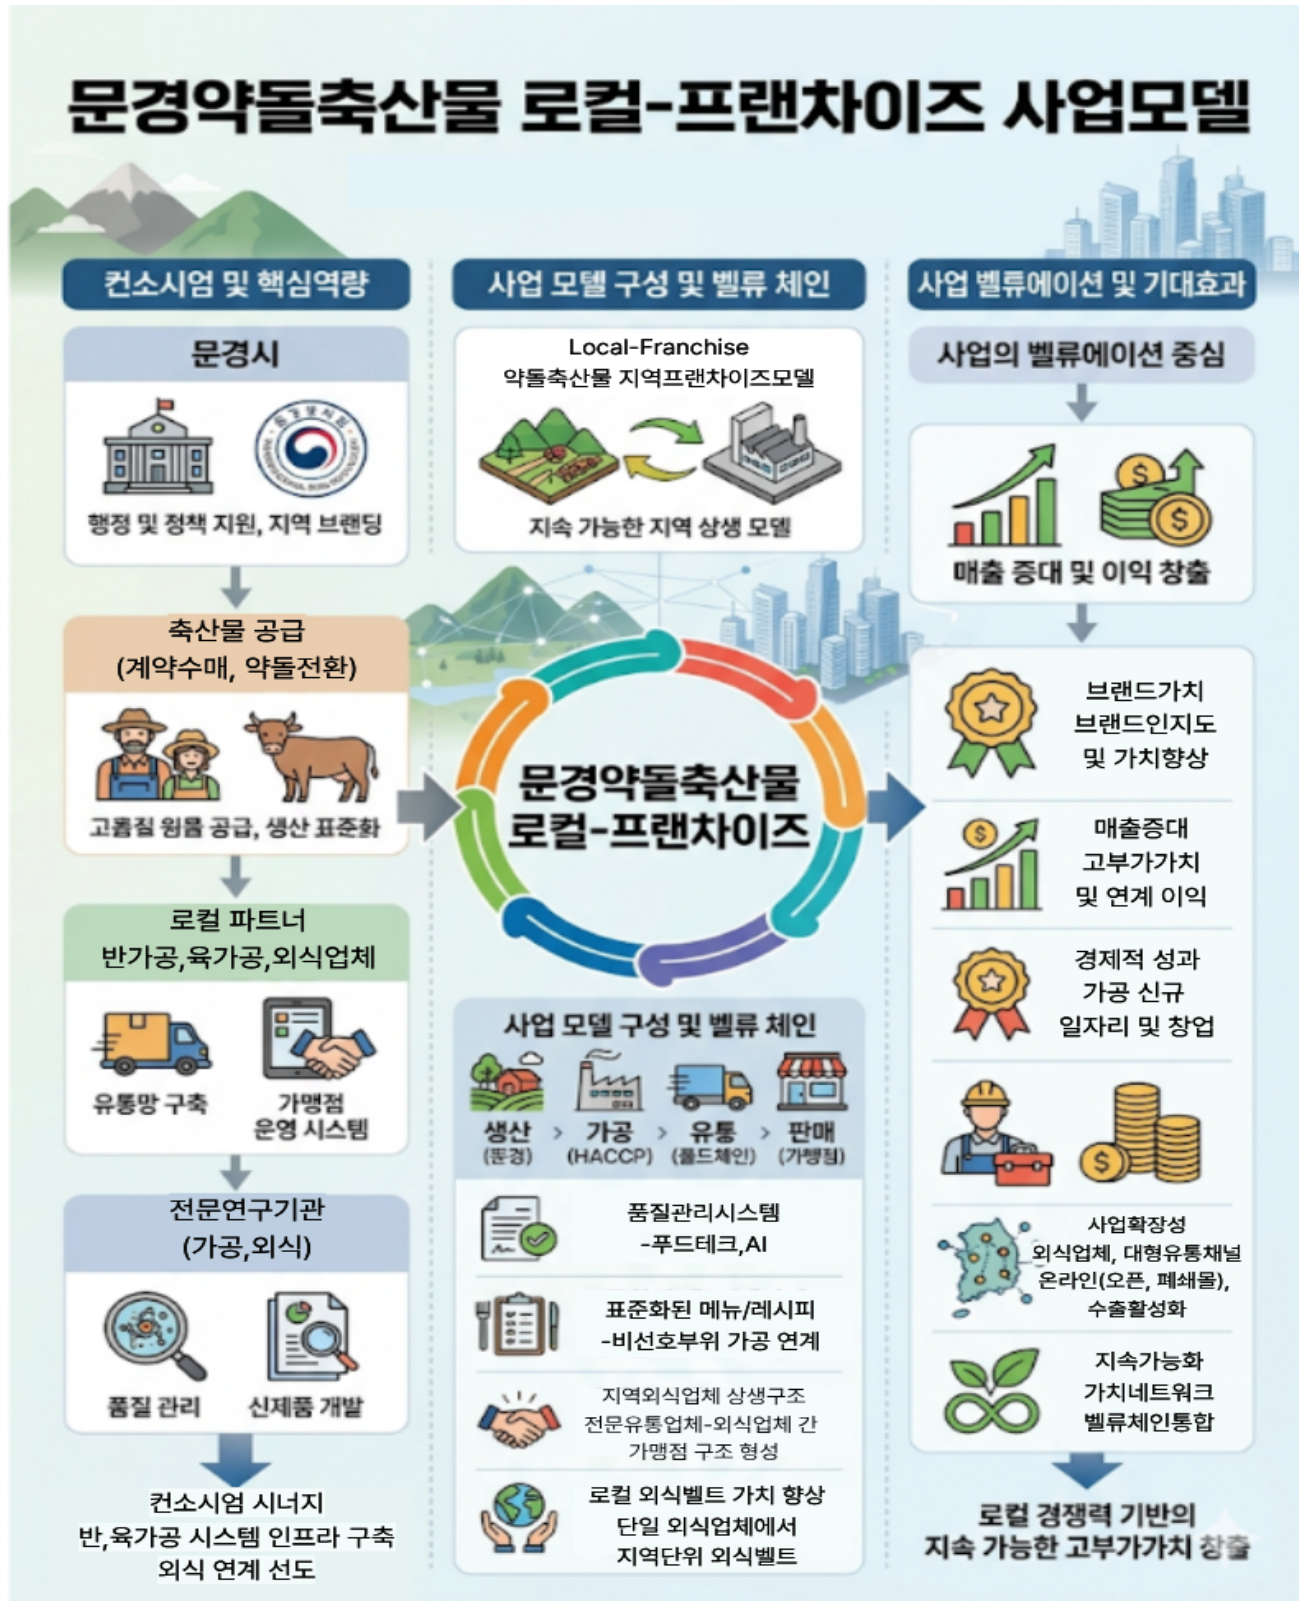 문경약돌축산물 로컬-프랜차이즈 사업모델
컨소시엄 및 핵심역량
문경시
행정 및 정책 지원, 지역 브랜딩
축산물 공급
(계약수매, 약돌전환)
고품질 원물 공급, 생산 표준화
로컬 파트너
반가공,육가공,외식업체
유통망 구축
가맹점
운영 시스템
전문연구기관
(가공,외식)
품질 관리
신제품 개발
컨소시엄 시너지
반,육가공 시스템 인프라 구축
외식 연계 선도
사업 모델 구성 및 벨류 체인
Local-Franchise
약돌축산물 지역프랜차이즈모델
지속 가능한 지역 상생 모델
문경약돌축산물
로컬-프랜차이즈
사업 모델 구성 및 벨류 체인
생산 > 가공 > 유통 > 판매
(문경) (HACCP) (콜드체인) (가맹점)
품질관리시스템
-푸드테크,AI
표준화된 메뉴/레시피
-비선호부위 가공 연계
지역외식업체 상생구조
전문유통업체-외식업체 간
가맹점 구조 형성
로컬 외식벨트 가치 향상
단일 외식업체에서
지역단위 외식벨트
사업 벨류에이션 및 기대효과
사업의 벨류에이션 중심
매출 증대 및 이익 창출
브랜드가치
브랜드인지도
및 가치향상
매출증대
고부가가치
및 연계 이익
경제적 성과
가공 신규
일자리 및 창업
사업확장성
외식업체, 대형유통채널
온라인(오픈, 폐쇄몰),
수출활성화
지속가능화
가치네트워크
벨류체인통합
로컬 경쟁력 기반의
지속 가능한 고부가가치 창출